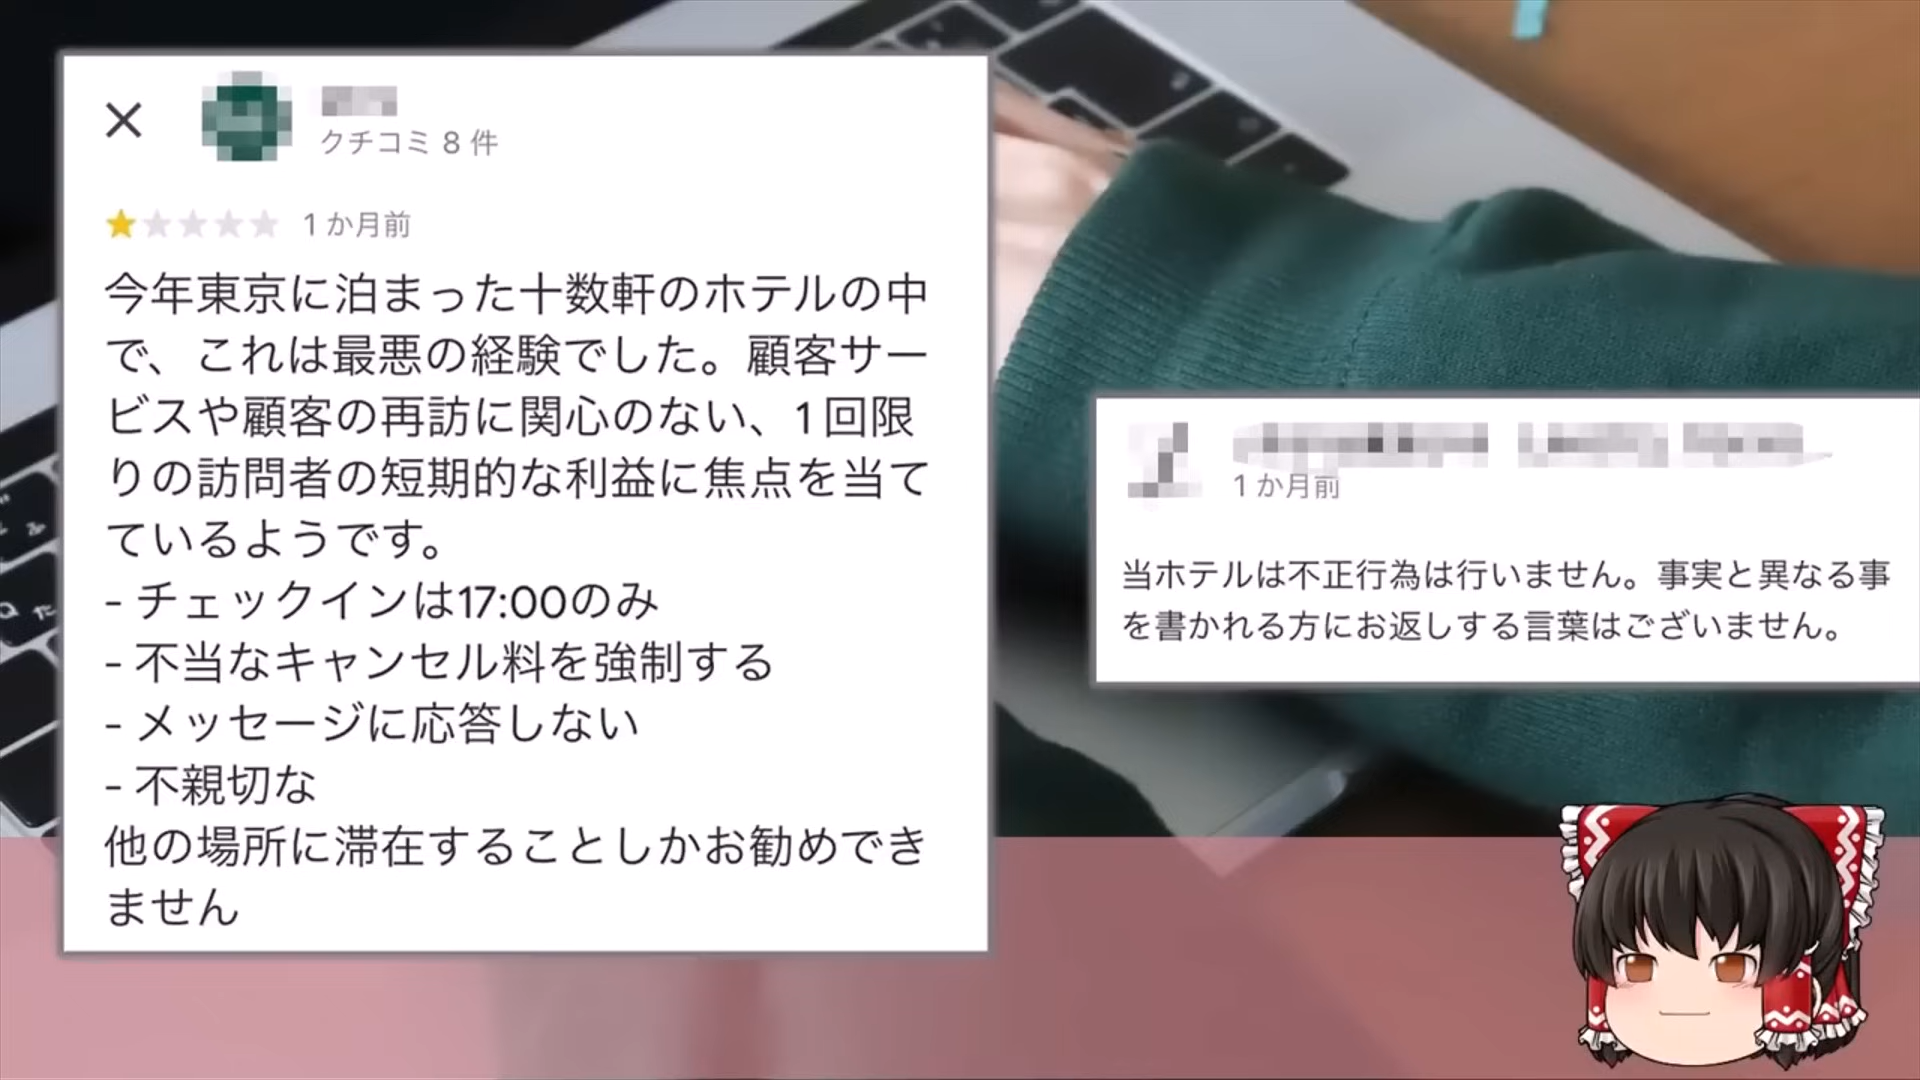 クチコミ 8 件
1 か月前
今年東京に泊まった十数軒のホテルの中
で、これは最悪の経験でした。顧客サー
ビスや顧客の再訪に関心のない、1回限
りの訪問者の短期的な利益に焦点を当て
ているようです。
- チェックインは17:00のみ
- 不当なキャンセル料を強制する
- メッセージに応答しない
- 不親切な
他の場所に滞在することしかお勧めでき
ません
1 か月前
当ホテルは不正行為は行いません。事実と異なる事
を書かれる方にお返しする言葉はございません。